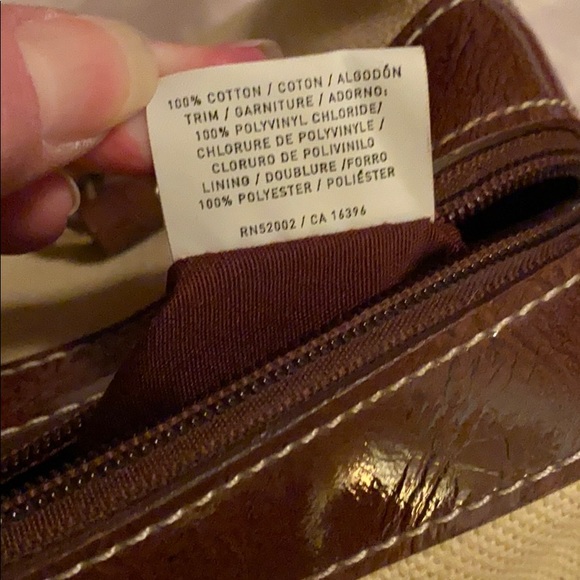 100% COTTON / COTON / ALGODÓN
TRIM / GARNITURE / ADORNO:
100% POLYVINYL CHLORIDE/
CHLORURE DE POLYVINYLE /
CLORURO DE POLIVINILO
LINING / DOUBLURE /FORRO
100% POLYESTER / POLIÉSTER
RN52002 / CA 16396